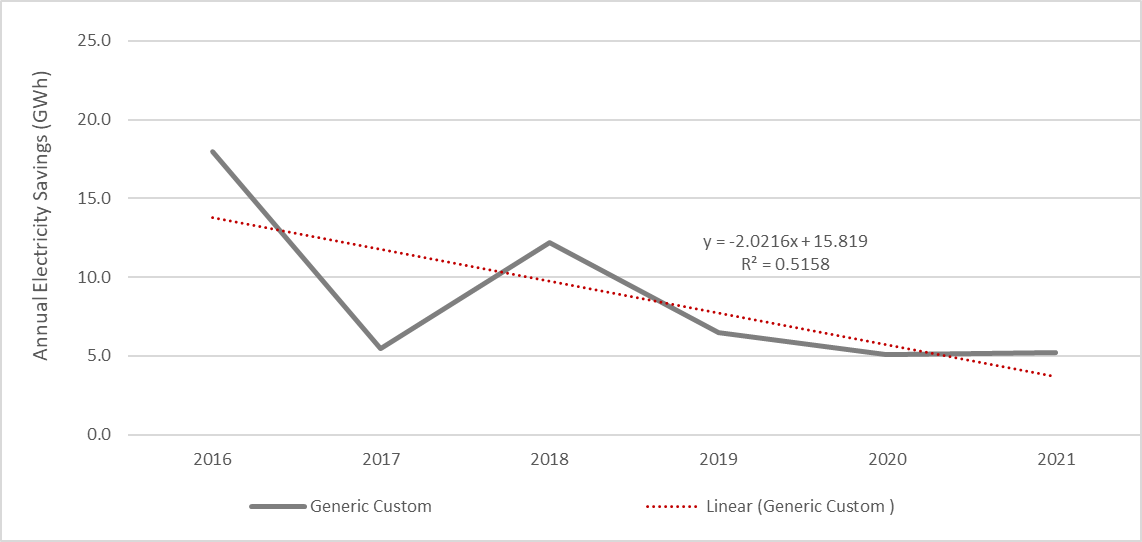 Annual Electricity Savings (GWh)
25.0
20.0
15.0
10.0
5.0
0.0
y = -2.0216x + 15.819
R² = 0.5158
2016 2017 2018 2019 2020 2021
Generic Custom Linear (Generic Custom )